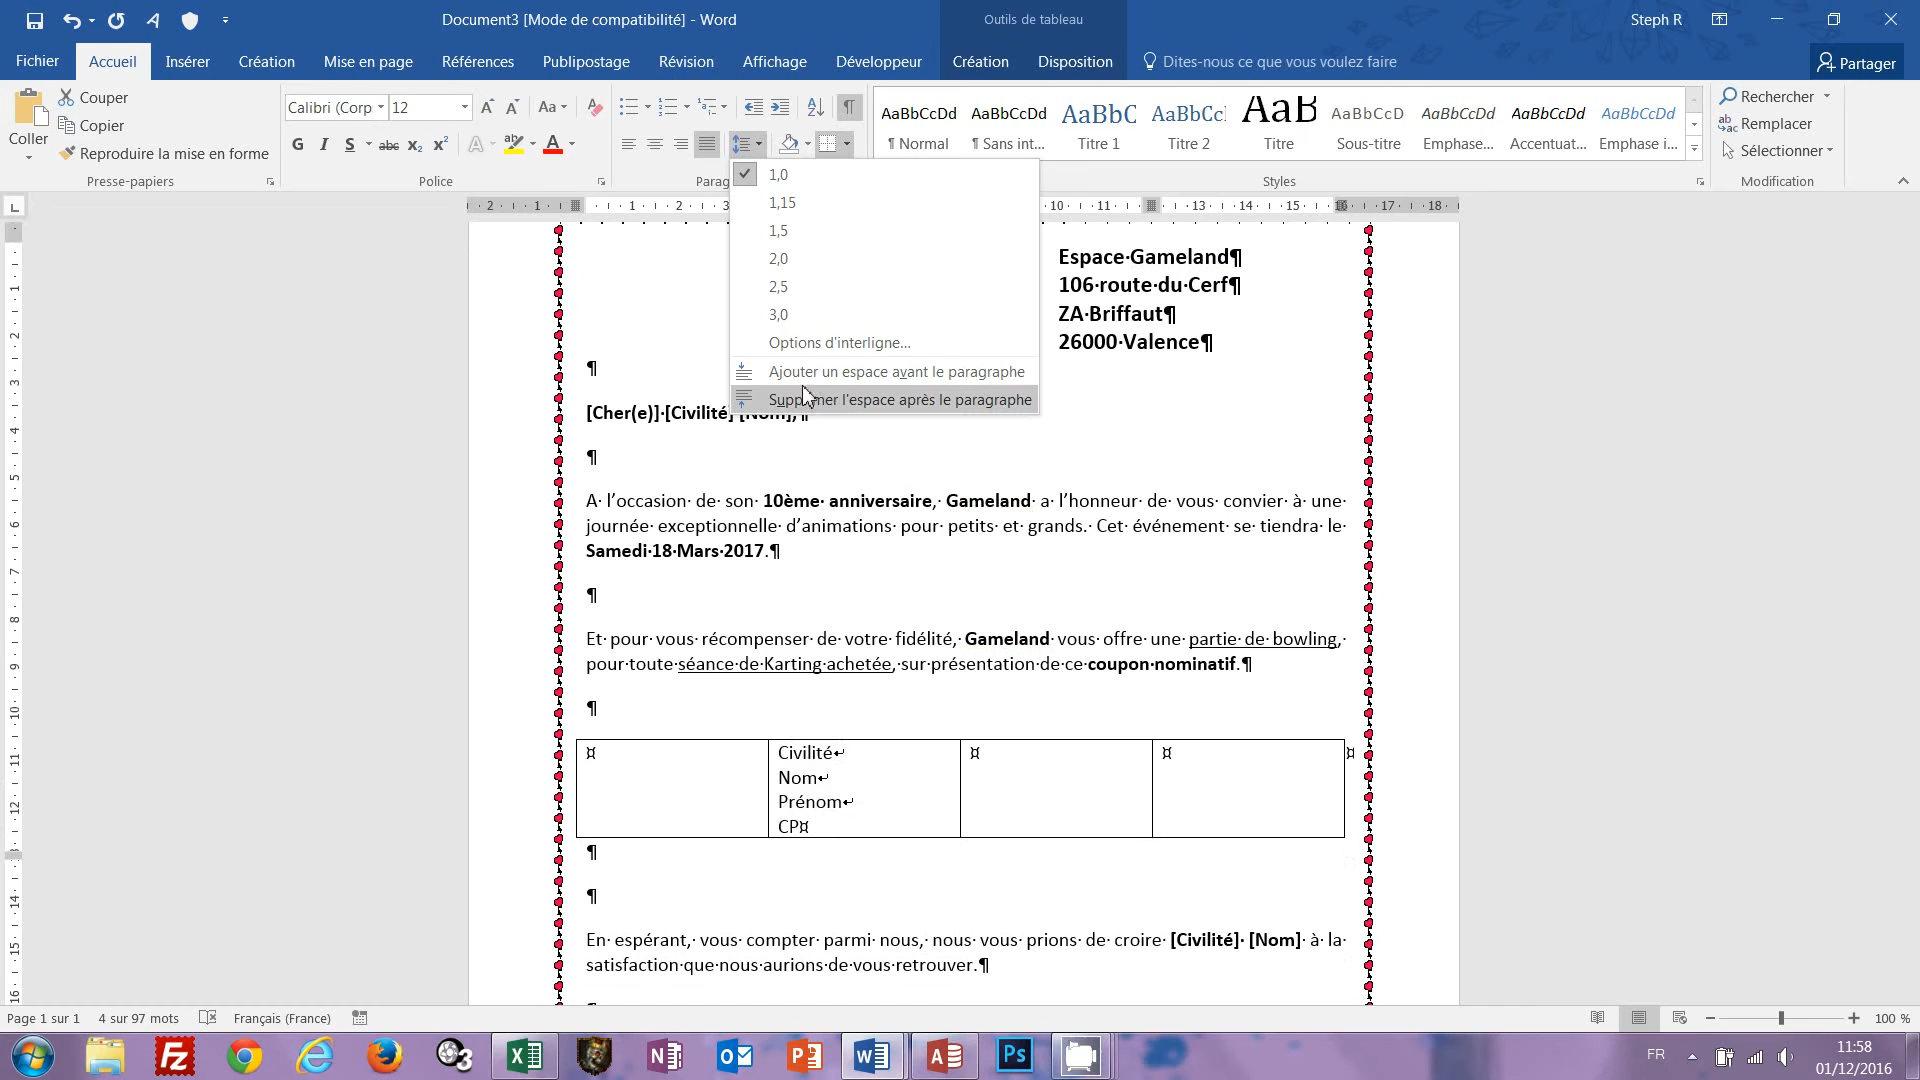 Document3 [Mode de compatibilité] - Word
Outils de tableau
Steph R
Fichier
Accueil
Insérer
Création
Mise en page
Références
Publipostage
Révision
Affichage
Développeur
Création
Disposition
Dites-nous ce que vous voulez faire
Partager
Coller
Couper
Copier
Reproduire la mise en forme
Presse-papiers
Calibri (Corp
12
Police
Parag
AaBbCcDd
¶ Normal
AaBbCcDd
¶ Sans int...
AaBbC
Titre 1
AaBbCcI
Titre 2
AaB
Titre
AaBbCcD
Sous-titre
AaBbCcDd
Emphase...
AaBbCcDd
Accentuat...
AaBbCcDd
Emphase i...
Styles
Rechercher
Remplacer
Sélectionner
Modification
1,0
1,15
1,5
2,0
2,5
3,0
Options d'interligne...
Ajouter un espace avant le paragraphe
l'espace après le paragraphe
Espace·Gameland¶
106·route·du·Cerf¶
ZA·Briffaut¶
26000·Valence¶
¶
[Cher(e)]·[Civilité]
¶
A· l’occasion· de· son· 10ème· anniversaire,· Gameland· a· l’honneur· de· vous· convier· à· une·
journée· exceptionnelle· d’animations· pour· petits· et· grands.· Cet· événement· se· tiendra· le·
Samedi·18·Mars·2017.¶
¶
Et· pour· vous· récompenser· de· votre· fidélité,· Gameland· vous· offre· une· partie· de· bowling,·
pour·toute·séance·de·Karting·achetée,·sur·présentation·de·ce·coupon·nominatif.¶
¶
¤ Civilité↵ ¤ ¤ ¤
Nom↵
Prénom↵
CP¤
¶
¶
En· espérant,· vous· compter· parmi· nous,· nous· vous· prions· de· croire· [Civilité]· [Nom]· à· la·
satisfaction·que·nous·aurions·de·vous·retrouver.¶
Page 1 sur 1
4 sur 97 mots
Français (France)
100 %
FR
11:58
01/12/2016